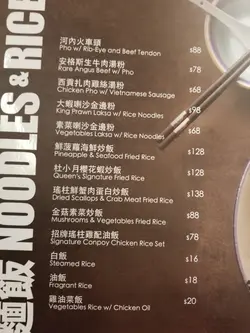 麵飯 NOODLES & RICE
河內火車頭
Pho w/ Rib-Eye and Beef Tendon $88
安格斯生牛肉湯粉
Rare Angus Beef w/ Pho $78
西貢扎肉雞絲湯粉
Chicken Pho w/ Vietnamese Sausage $68
大蝦喇沙金邊粉
King Prawn Laksa w/ Rice Noodles $98
素菜喇沙金邊粉
Vegetables Laksa w/ Rice Noodles $68
鮮菠蘿海鮮炒飯
Pineapple & Seafood Fried Rice $128
杜小月櫻花蝦炒飯
Queen's Signature Fried Rice $128
瑤柱鮮蟹肉蛋白炒飯
Dried Scallops & Crab Meat Fried Rice $138
金菇素菜炒飯
Mushrooms & Vegetables Fried Rice $88
招牌瑤柱雞配油飯
Signature Conpoy Chicken Rice Set $78
白飯
Steamed Rice $16
油飯
Fragrant Rice $18
雞油菜飯
Vegetables Rice w/ Chicken Oil $20